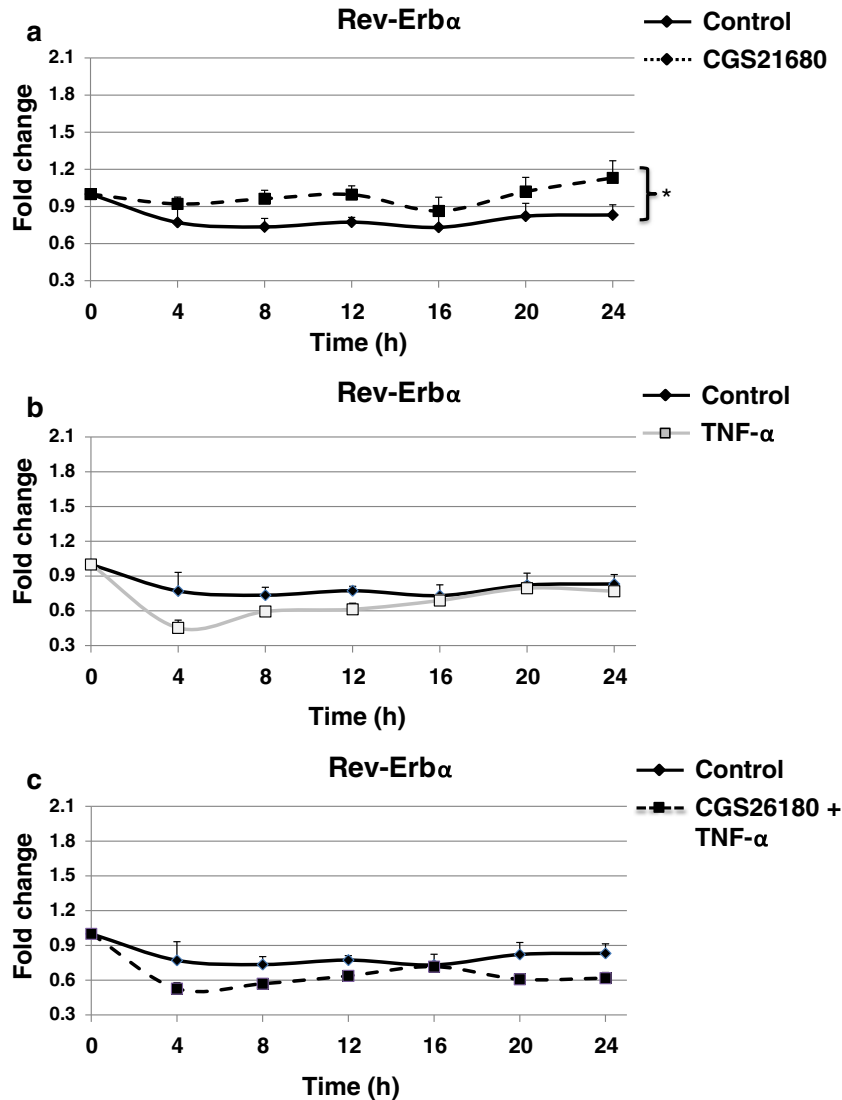 a
Rev-Erbα
Control
CGS21680
Fold change
2.1
1.8
1.5
1.2
0.9
0.6
0.3
*
0 4 8 12 16 20 24
Time (h)
b
Rev-Erbα
Control
TNF-α
Fold change
2.1
1.8
1.5
1.2
0.9
0.6
0.3
0 4 8 12 16 20 24
Time (h)
c
Rev-Erbα
Control
CGS26180 +
TNF-α
Fold change
2.1
1.8
1.5
1.2
0.9
0.6
0.3
0 4 8 12 16 20 24
Time (h)